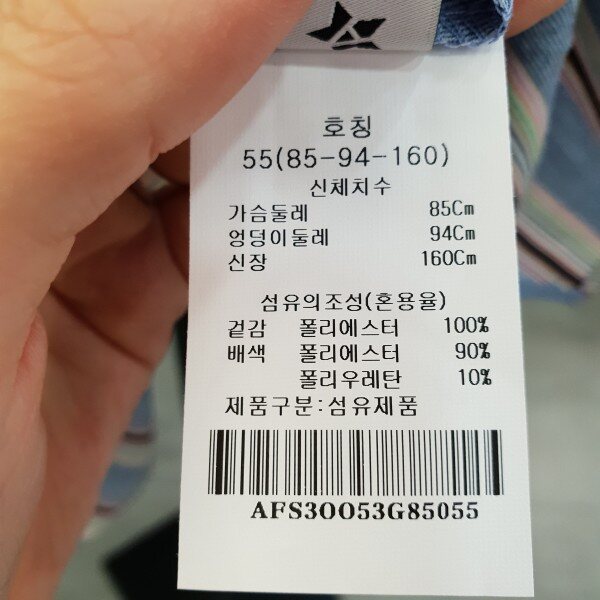 호칭
55(85-94-160)
신체치수
가슴둘레 85Cm
엉덩이둘레 94Cm
신장 160Cm
섬유의조성(혼용율)
겉감 폴리에스터 100%
배색 폴리에스터 90%
폴리우레탄 10%
제품구분:섬유제품
AFS3OO53G85055